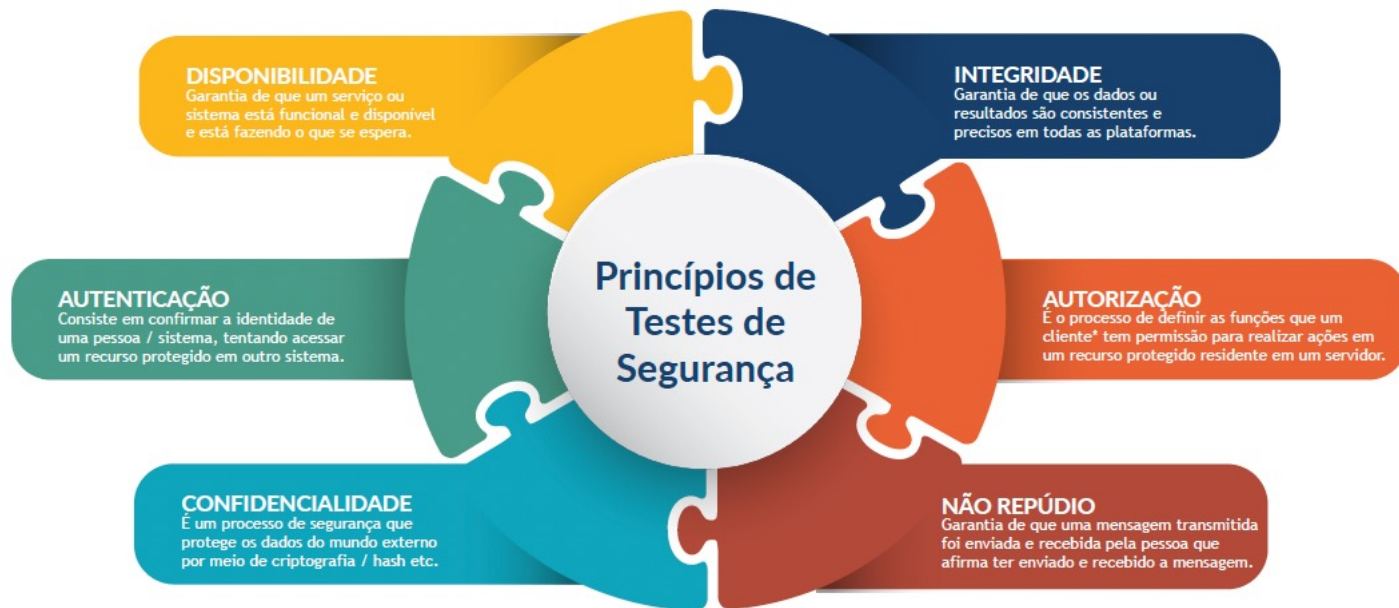 DISPONIBILIDADE
Garantia de que um serviço ou
sistema está funcional e disponível
e está fazendo o que se espera.
INTEGRIDADE
Garantia de que os dados ou
resultados são consistentes e
precisos em todas as plataformas.
AUTENTICAÇÃO
Consiste em confirmar a identidade de
uma pessoa / sistema, tentando acessar
um recurso protegido em outro sistema.
Princípios de
Testes de
Segurança
AUTORIZAÇÃO
É o processo de definir as funções que um
cliente* tem permissão para realizar ações em
um recurso protegido residente em um servidor.
CONFIDENCIALIDADE
É um processo de segurança que
protege os dados do mundo externo
por meio de criptografia / hash etc.
NÃO REPÚDIO
Garantia de que uma mensagem transmitida
foi enviada e recebida pela pessoa que
afirma ter enviado e recebido a mensagem.